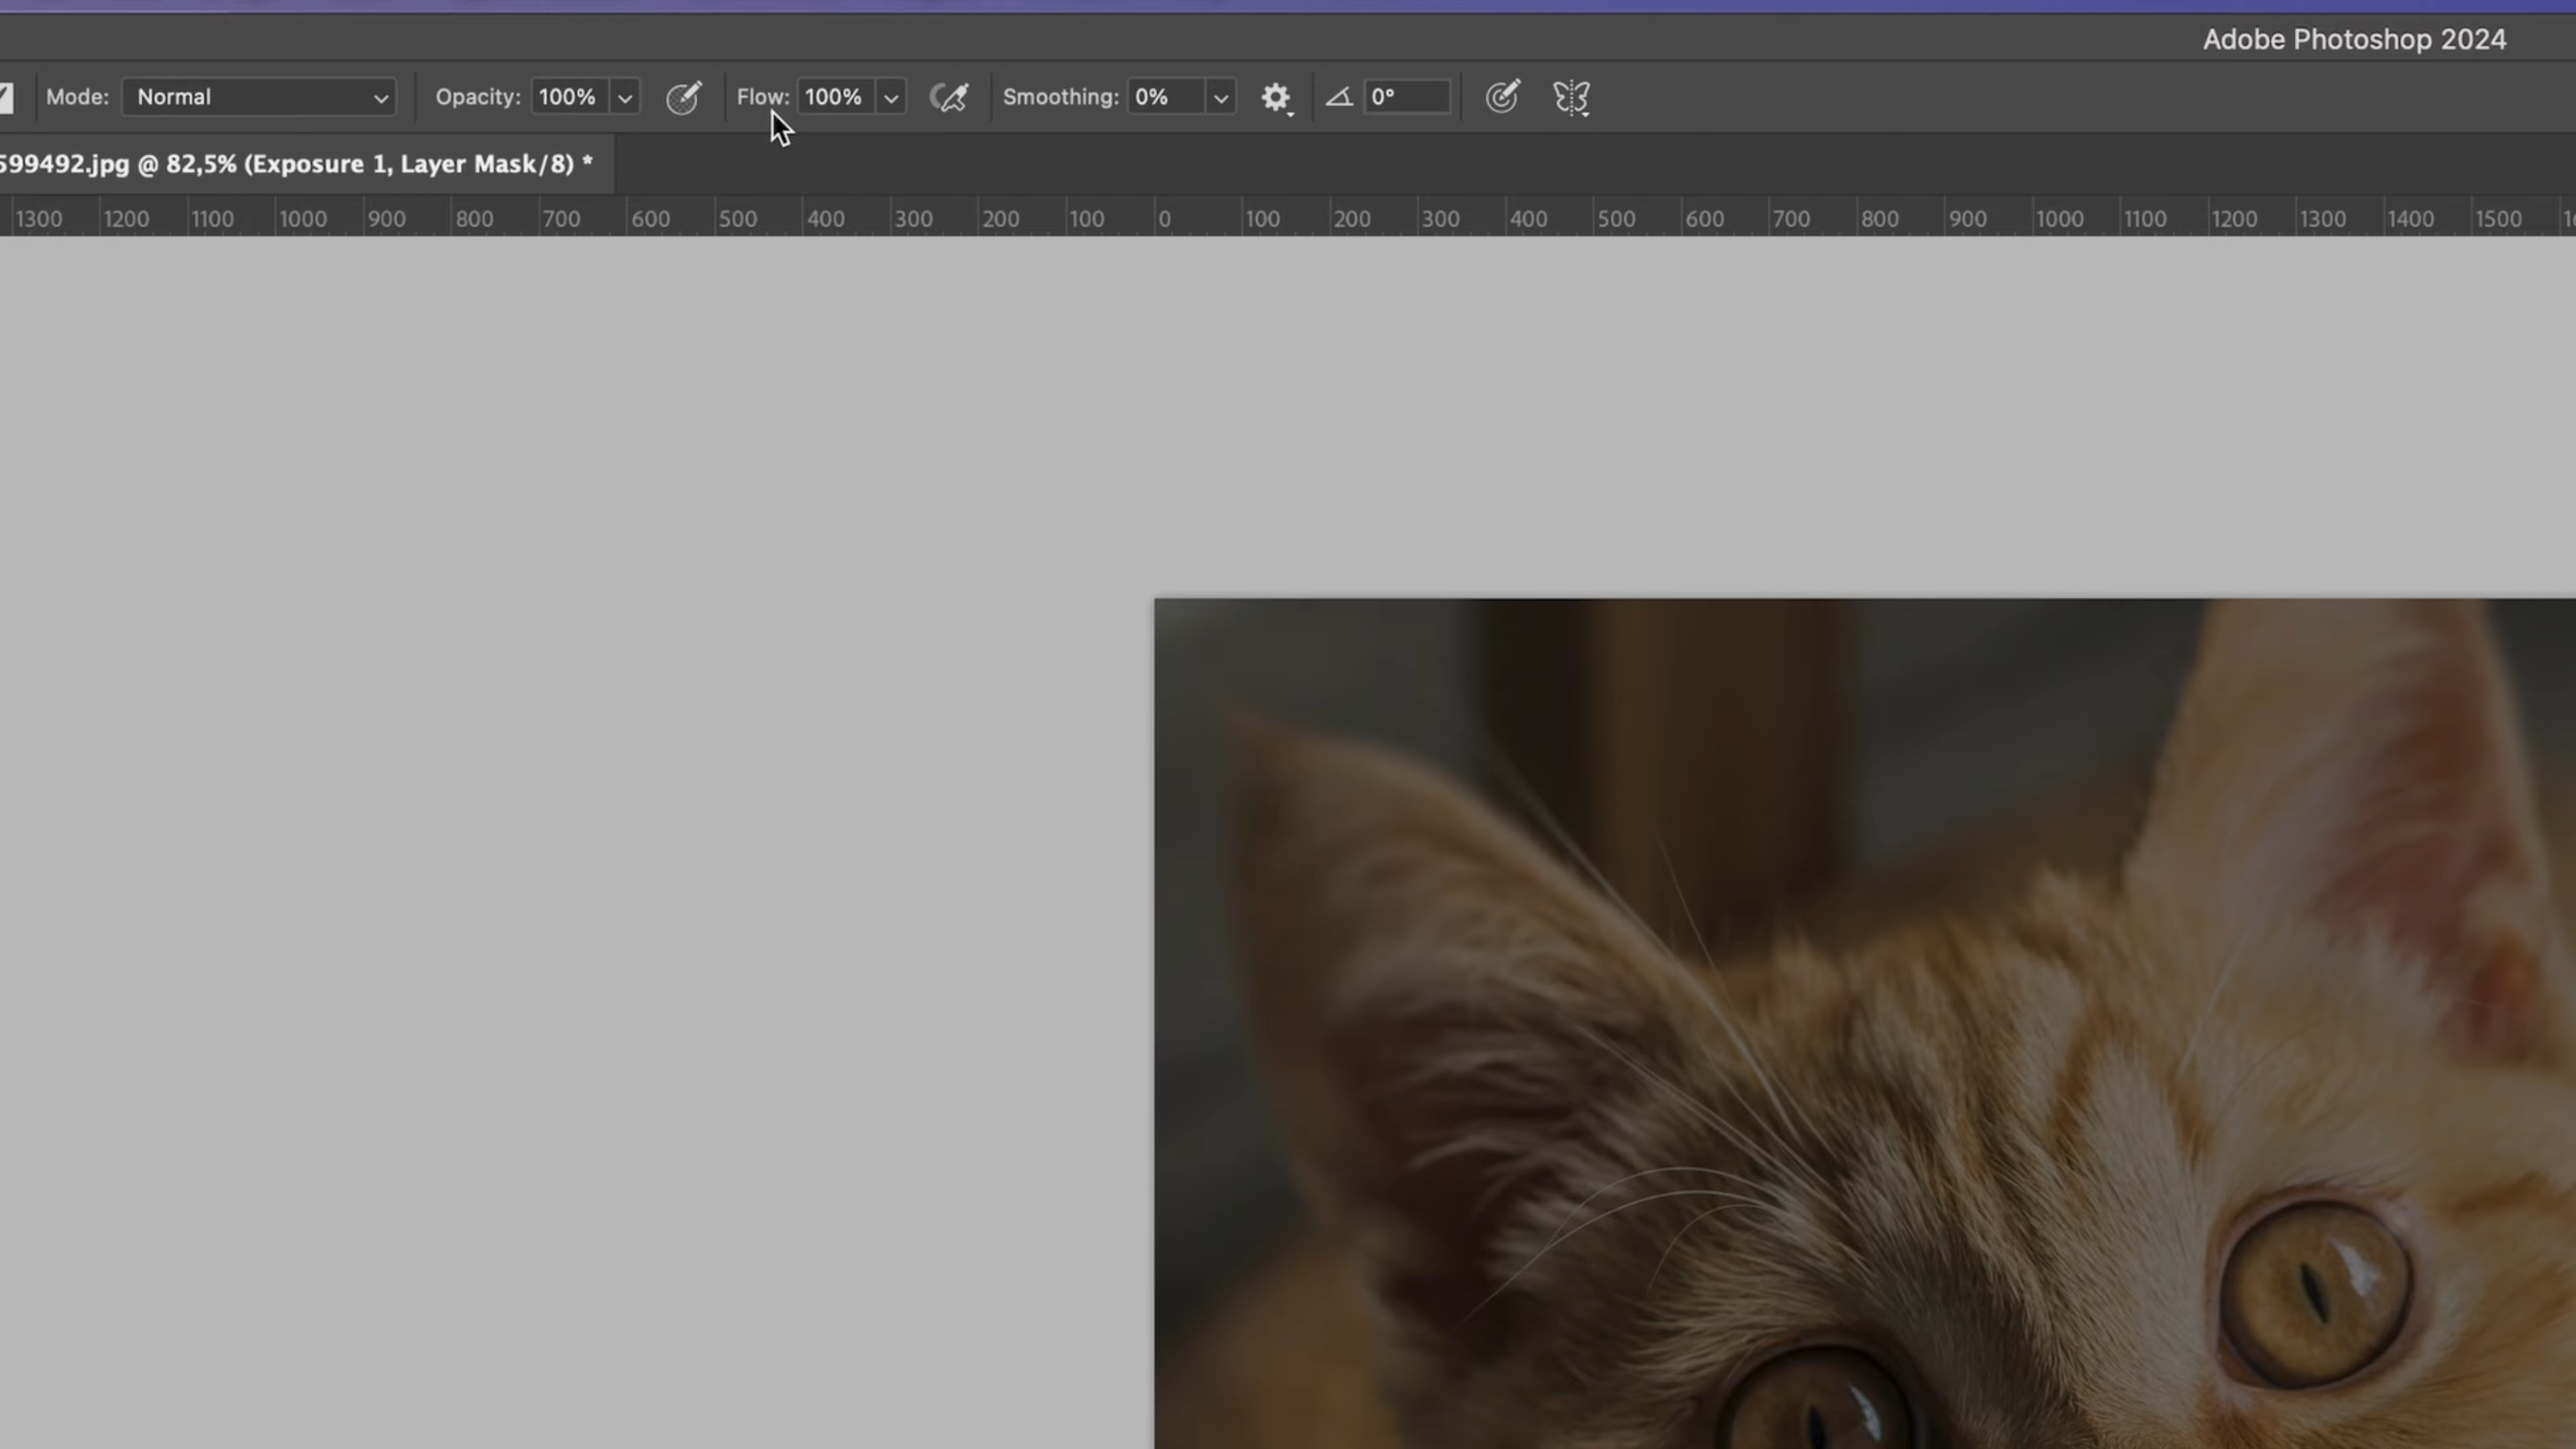 Adobe Photoshop 2024
Mode: Normal Opacity: 100% Flow: 100% Smoothing: 0% 0°
599492.jpg @ 82,5% (Exposure 1, Layer Mask/8) *
1300 1200 1100 1000 900 800 700 600 500 400 300 200 100 0 100 200 300 400 500 600 700 800 900 1000 1100 1200 1300 1400 1500